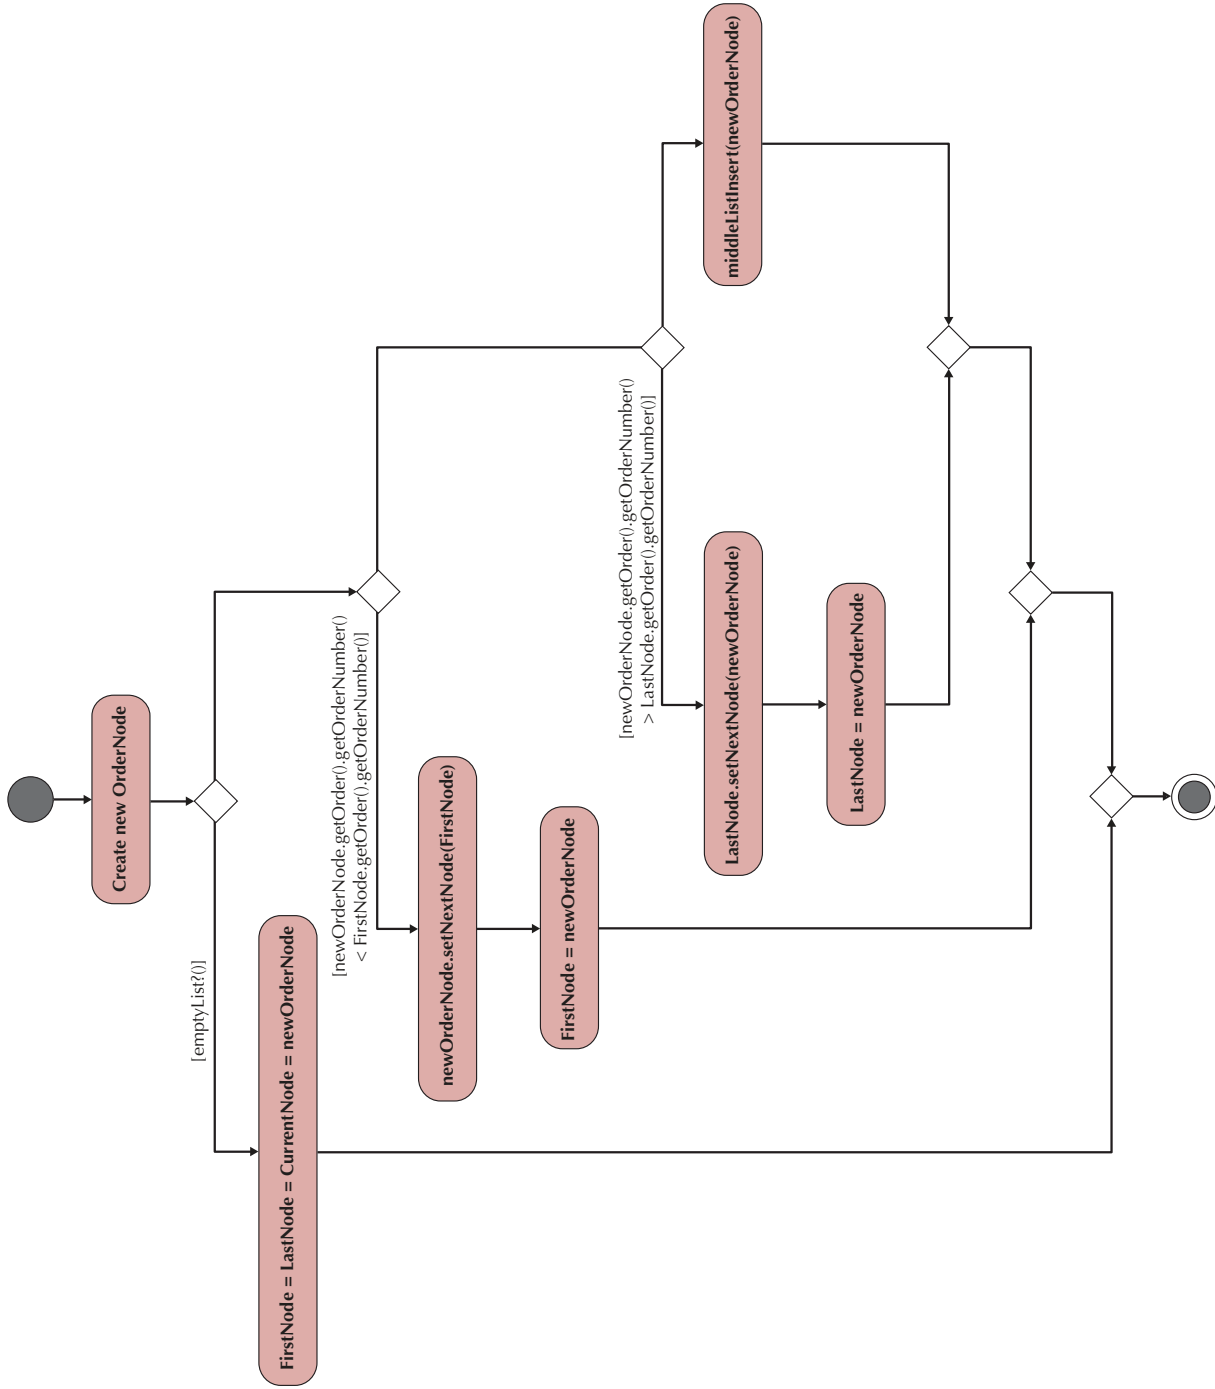 Create new OrderNode
[emptyList?()]
FirstNode = LastNode = CurrentNode = newOrderNode
[newOrderNode.getOrder().getOrderNumber()
< FirstNode.getOrder().getOrderNumber()]
newOrderNode.setNextNode(FirstNode)
FirstNode = newOrderNode
[newOrderNode.getOrder().getOrderNumber()
> LastNode.getOrder().getOrderNumber()]
LastNode.setNextNode(newOrderNode)
LastNode = newOrderNode
middleListInsert(newOrderNode)